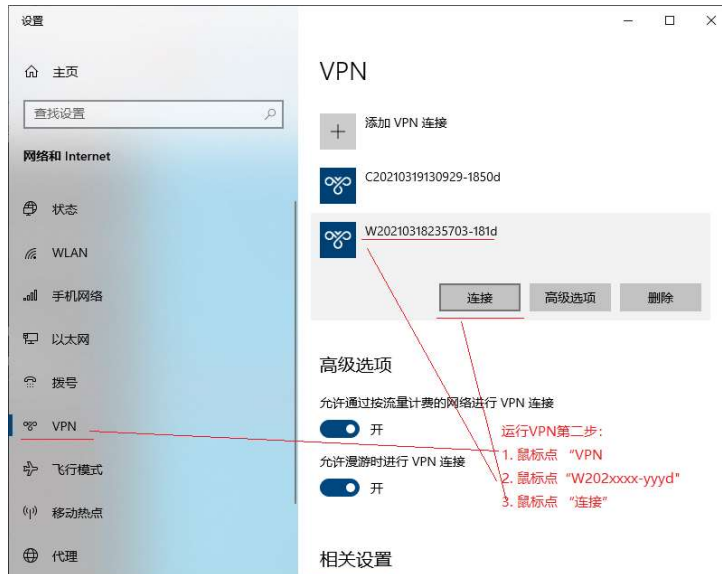 设置
主页
查找设置
网络和 Internet
状态
WLAN
手机网络
以太网
拨号
VPN
飞行模式
移动热点
代理
VPN
添加 VPN 连接
C20210319130929-1850d
W20210318235703-181d
连接
高级选项
删除
高级选项
允许通过按流量计费的网络进行 VPN 连接
开
允许漫游时进行 VPN 连接
开
运行VPN第二步：
1. 鼠标点 “VPN
2. 鼠标点 “W202xxxx-yyyd"
3. 鼠标点 “连接”
相关设置